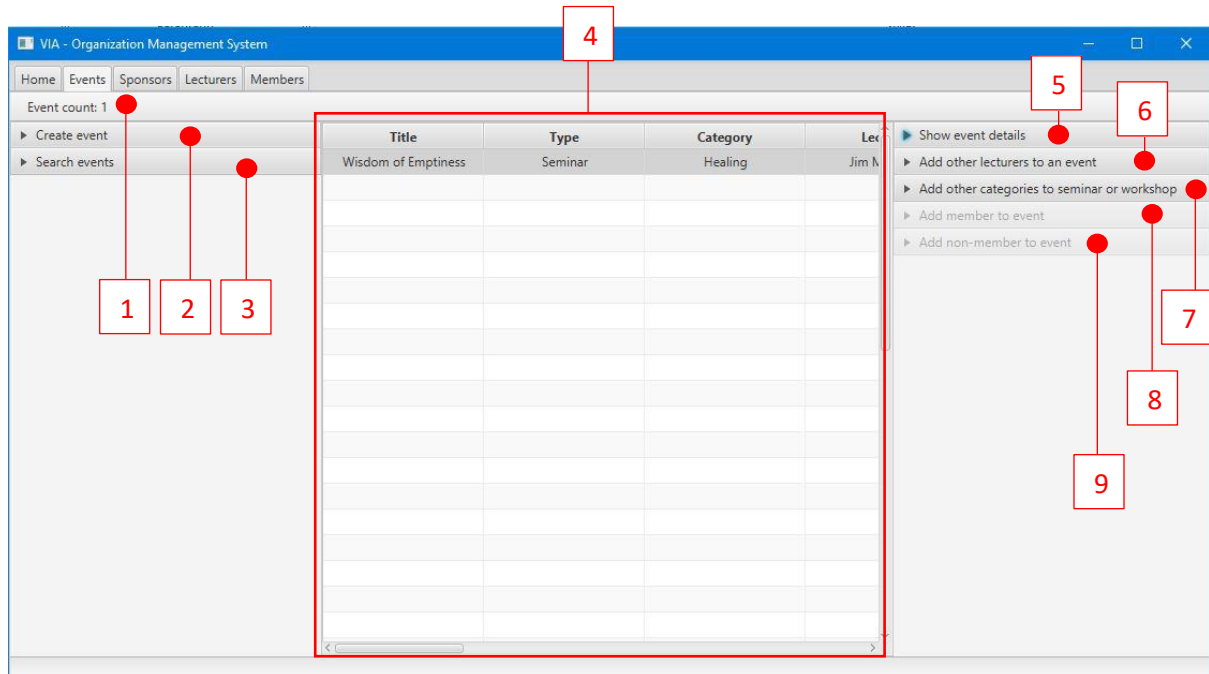 4
VIA - Organization Management System
Home Events Sponsors Lecturers Members
5
6
Event count: 1
Create event
Search events
Title Type Category Lec
Wisdom of Emptiness Seminar Healing Jim M
Show event details
Add other lecturers to an event
Add other categories to seminar or workshop
Add member to event
Add non-member to event
1 2 3
7
8
9